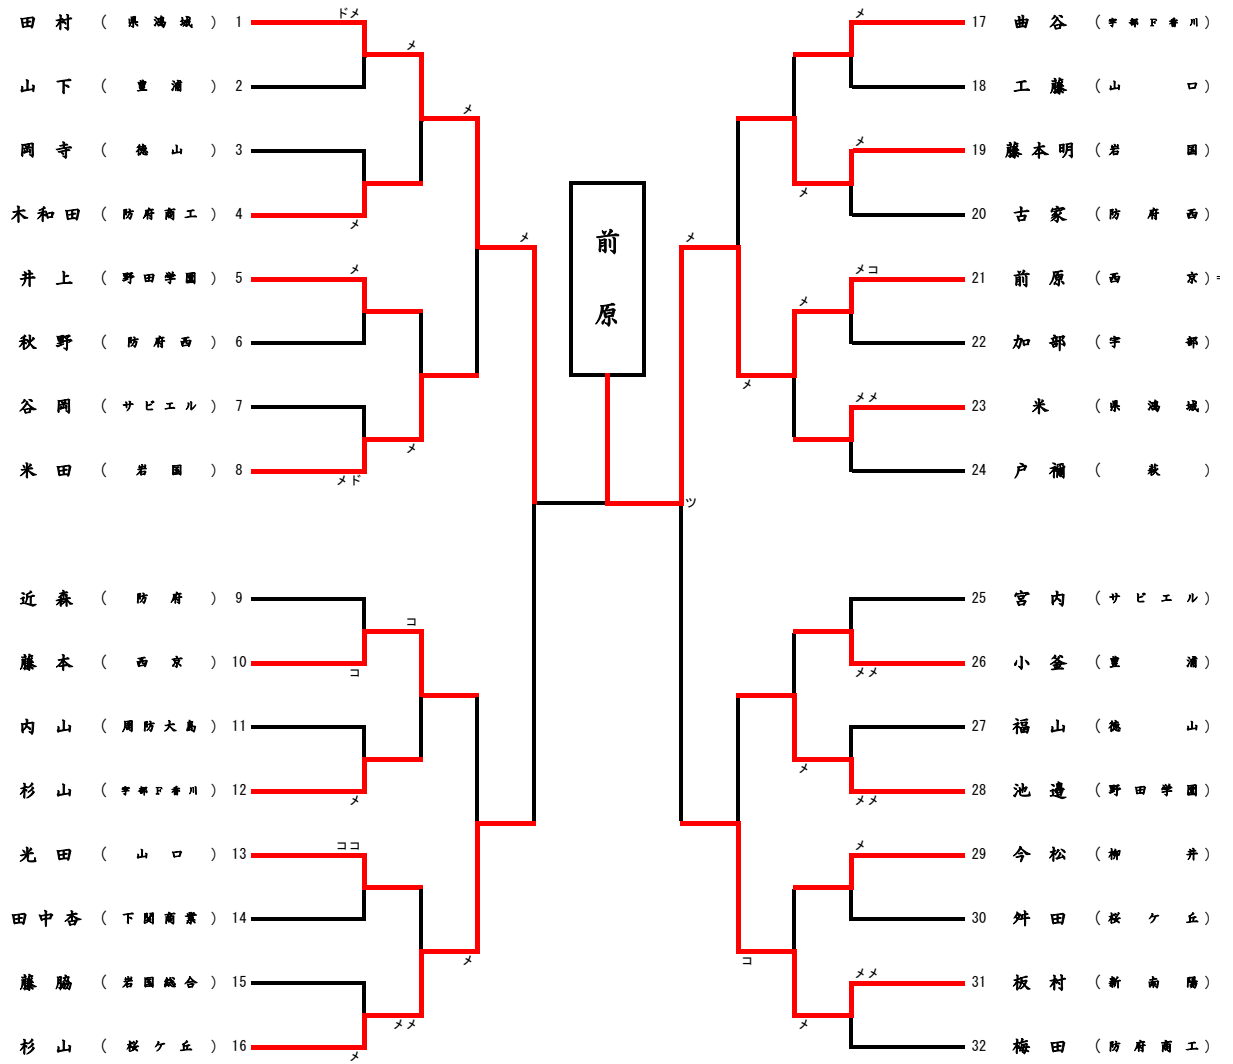 田村 （ 県鴻城 ） 1
ドメ
メ
山下 （ 豊浦 ） 2
メ
岡寺 （ 徳山 ） 3
木和田 （ 防府商工 ） 4
メ
メ
井上 （ 野田学園 ） 5
メ
秋野 （ 防府西 ） 6
谷岡 （ サビエル ） 7
メ
米田 （ 岩国 ） 8
メド
近森 （ 防府 ） 9
コ
藤本 （ 西京 ） 10
コ
内山 （ 周防大島 ） 11
杉山 （ 宇部F香川 ） 12
メ
光田 （ 山口 ） 13
ココ
田中杏 （ 下関商業 ） 14
メ
藤脇 （ 岩国総合 ） 15
メメ
杉山 （ 桜ケ丘 ） 16
メ
前原
メ
17 曲谷 （ 宇部F香川 ）
18 工藤 （ 山口 ）
メ
19 藤本明 （ 岩国 ）
メ
20 古家 （ 防府西 ）
メ
メコ
21 前原 （ 西京 ）=
メ
22 加部 （ 宇部 ）
メ
メメ
23 米 （ 県鴻城 ）
24 戸禰 （ 萩 ）
ツ
25 宮内 （ サビエル ）
26 小釜 （ 豊浦 ）
メメ
27 福山 （ 徳山 ）
メ
28 池邉 （ 野田学園 ）
メメ
メ
29 今松 （ 柳井 ）
30 舛田 （ 桜ケ丘 ）
コ
メメ
31 板村 （ 新南陽 ）
メ
32 梅田 （ 防府商工 ）